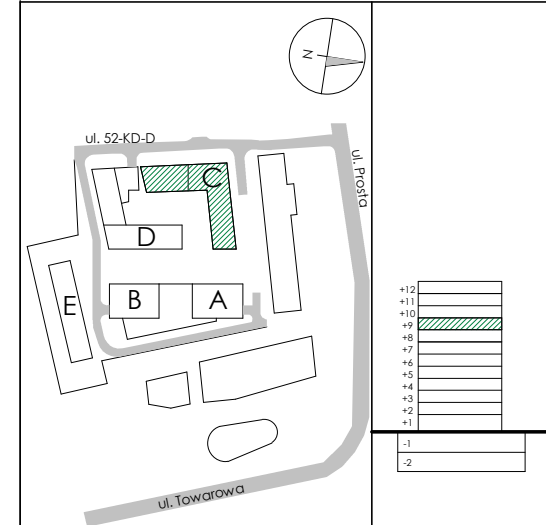 N
ul. 52-KD-D
ul. Prosta
C
D
E
B
A
ul. Towarowa
+12
+11
+10
+9
+8
+7
+6
+5
+4
+3
+2
+1
-1
-2